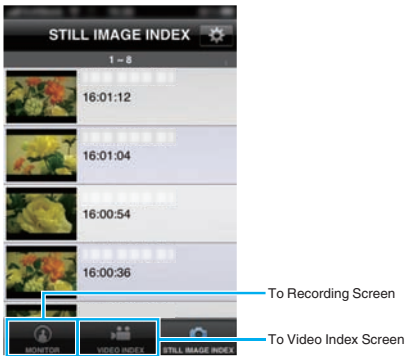 STILL IMAGE INDEX
1 ~ 8
16:01:12
16:01:04
16:00:54
16:00:36
To Recording Screen
MONITOR
VIDEO INDEX
STILL IMAGE INDEX
To Video Index Screen